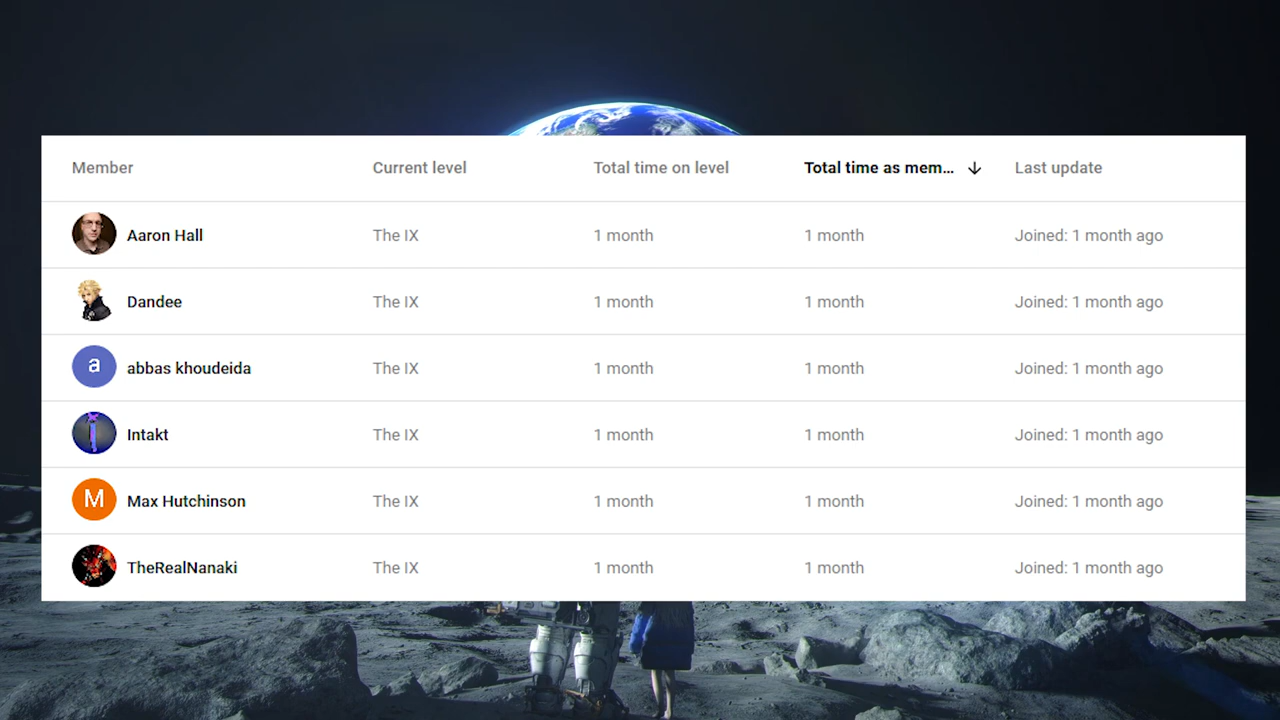 Member Current level Total time on level Total time as mem... Last update
Aaron Hall The IX 1 month 1 month Joined: 1 month ago
Dandee The IX 1 month 1 month Joined: 1 month ago
a abbas khoudeida The IX 1 month 1 month Joined: 1 month ago
Intakt The IX 1 month 1 month Joined: 1 month ago
M Max Hutchinson The IX 1 month 1 month Joined: 1 month ago
TheRealNanaki The IX 1 month 1 month Joined: 1 month ago